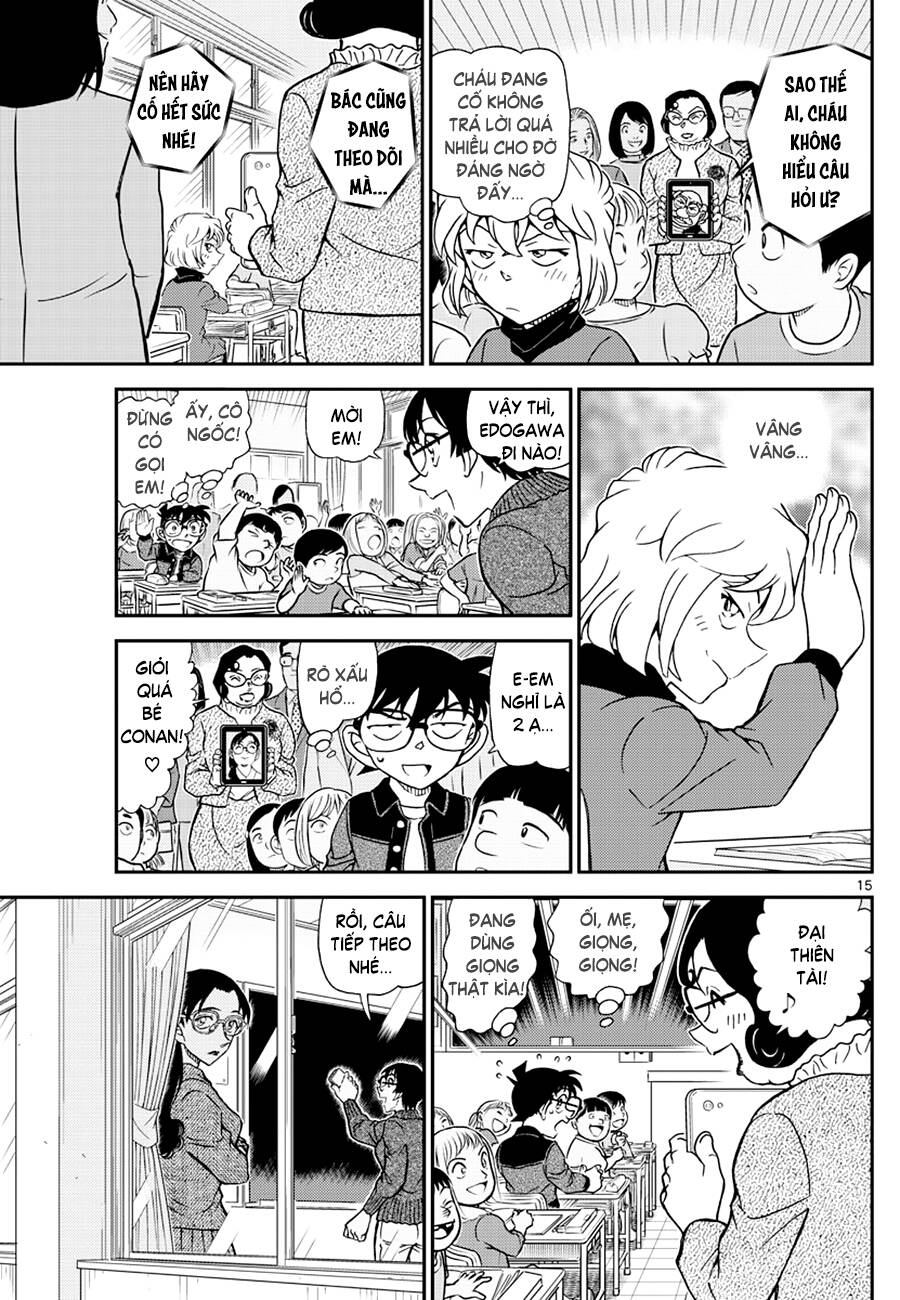 SAO THẾ
AI, CHÁU
KHÔNG
HIỂU CÂU
HỎI Ư?
CHÁU ĐANG
CỐ KHÔNG
TRẢ LỜI QUÁ
NHIỀU CHO ĐỠ
ĐÁNG NGỜ
ĐẤY...
BÁC CŨNG
ĐANG
THEO DÕI
MÀ...
NÊN HÃY
CỐ HẾT SỨC
NHÉ!
VÂNG
VÂNG...
VẬY THÌ,
EDOGAWA
ĐI NÀO!
MỜI
EM!
ẤY, CÔ
NGỐC!
ĐỪNG
CÓ
GỌI
EM!
E-EM
NGHĨ LÀ
2 Ạ...
RÕ XẤU
HỔ...
GIỎI
QUÁ
BÉ
CONAN!
♡
15
ĐẠI
THIÊN
TÀI!
♪
ỐI, MẸ,
GIỌNG,
GIỌNG!
ĐANG
DÙNG
GIỌNG
THẬT KÌA!
RỒI, CÂU
TIẾP THEO
NHÉ...